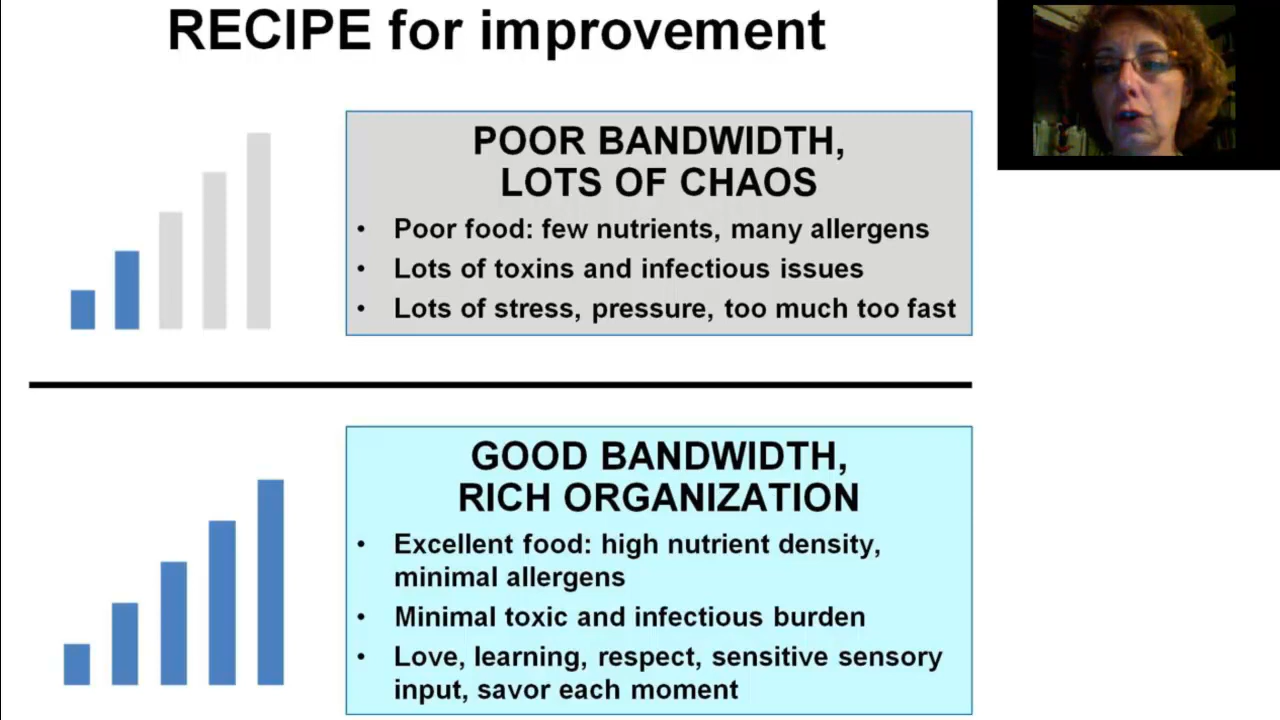 RECIPE for improvement
POOR BANDWIDTH,
LOTS OF CHAOS
• Poor food: few nutrients, many allergens
• Lots of toxins and infectious issues
• Lots of stress, pressure, too much too fast
GOOD BANDWIDTH,
RICH ORGANIZATION
• Excellent food: high nutrient density,
minimal allergens
• Minimal toxic and infectious burden
• Love, learning, respect, sensitive sensory
input, savor each moment